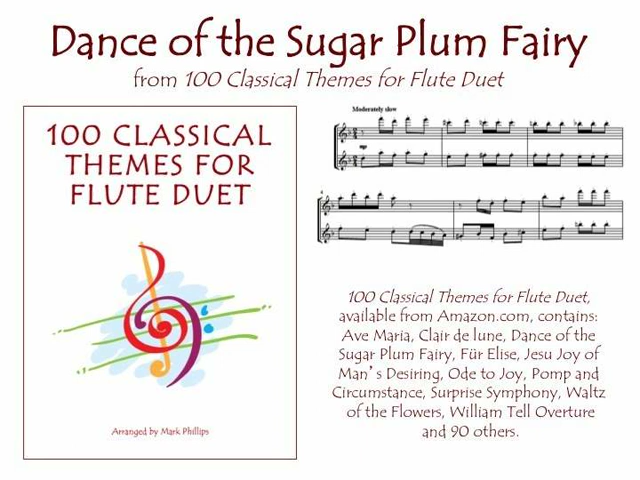 Dance of the Sugar Plum Fairy
from 100 Classical Themes for Flute Duet
100 CLASSICAL
THEMES FOR
FLUTE DUET
Arranged by Mark Phillips
Moderately slow
mp
100 Classical Themes for Flute Duet,
available from Amazon.com, contains:
Ave Maria, Clair de lune, Dance of the
Sugar Plum Fairy, Für Elise, Jesu Joy of
Man's Desiring, Ode to Joy, Pomp and
Circumstance, Surprise Symphony, Waltz
of the Flowers, William Tell Overture
and 90 others.